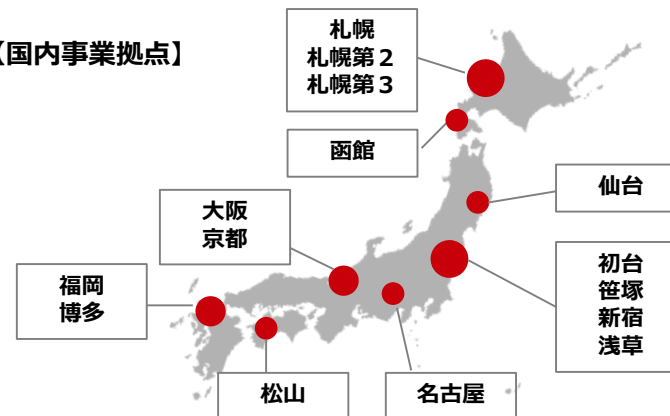 【国内事業拠点】
札幌
札幌第２
札幌第３
函館
仙台
大阪
京都
初台
笹塚
新宿
浅草
福岡
博多
松山
名古屋